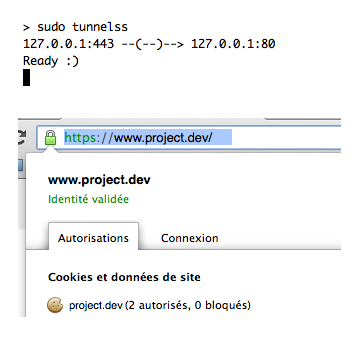 > sudo tunnelss
127.0.0.1:443 --(--)--> 127.0.0.1:80
Ready :)
https://www.project.dev/
www.project.dev
Identité validée
Autorisations Connexion
Cookies et données de site
project.dev (2 autorisés, 0 bloqués)